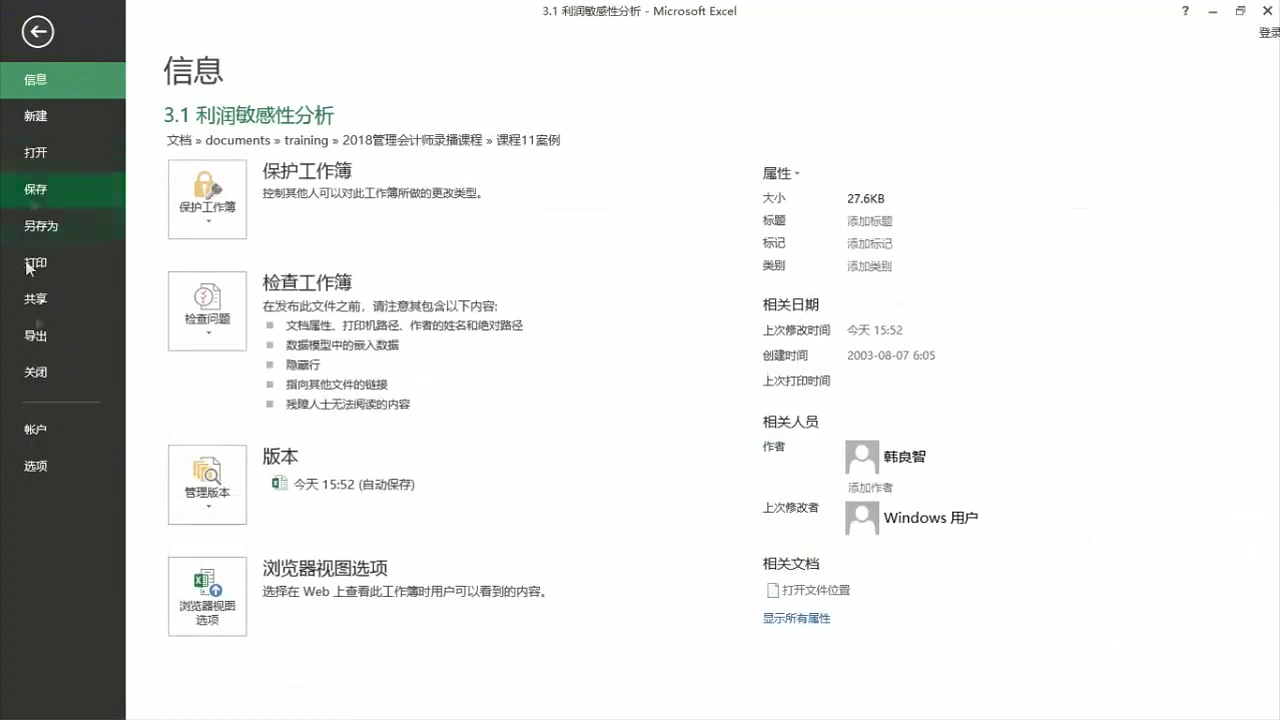 3.1 利润敏感性分析 - Microsoft Excel
?
登录
信息
新建
打开
保存
另存为
打印
共享
导出
关闭
帐户
选项
信息
3.1 利润敏感性分析
文档 » documents » training » 2018管理会计师录播课程 » 课程11案例
保护工作簿
保护工作簿
控制其他人可以对此工作簿所做的更改类型。
检查问题
检查工作簿
在发布此文件之前，请注意其包含以下内容:
文档属性、打印机路径、作者的姓名和绝对路径
数据模型中的嵌入数据
隐藏行
指向其他文件的链接
残障人士无法阅读的内容
管理版本
版本
今天 15:52 (自动保存)
浏览器视图
选项
浏览器视图选项
选择在 Web 上查看此工作簿时用户可以看到的内容。
属性
大小 27.6KB
标题 添加标题
标记 添加标记
类别 添加类别
相关日期
上次修改时间 今天 15:52
创建时间 2003-08-07 6:05
上次打印时间
相关人员
作者 韩良智
添加作者
上次修改者 Windows 用户
相关文档
打开文件位置
显示所有属性